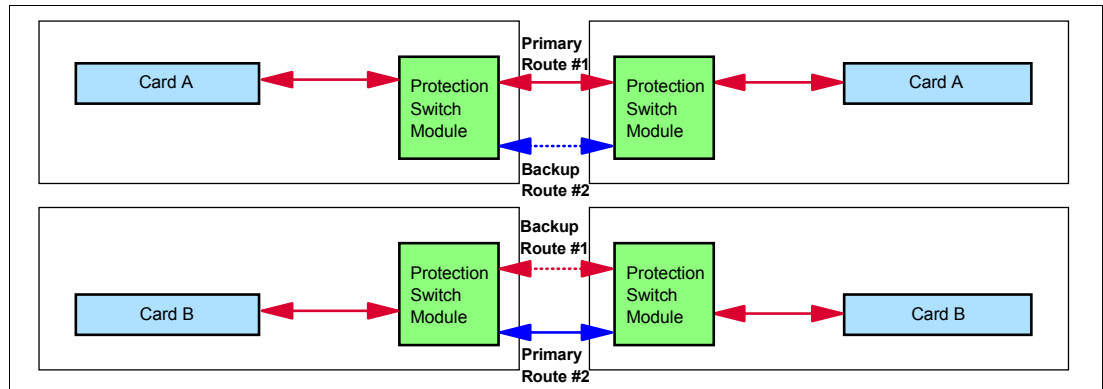 Primary
Route #1
Card A
Protection
Switch
Module
Protection
Switch
Module
Card A
Backup
Route #2
Backup
Route #1
Card B
Protection
Switch
Module
Protection
Switch
Module
Card B
Primary
Route #2